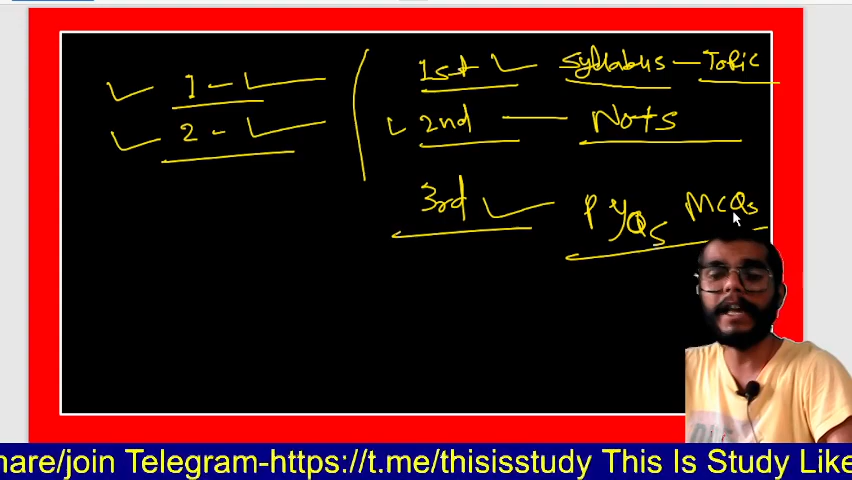 1 -
2 -
1st syllabus - Topic
2nd — Nots
3rd PYQs MCQs
hare/join Telegram-https://t.me/thisisstudy This Is Study Like